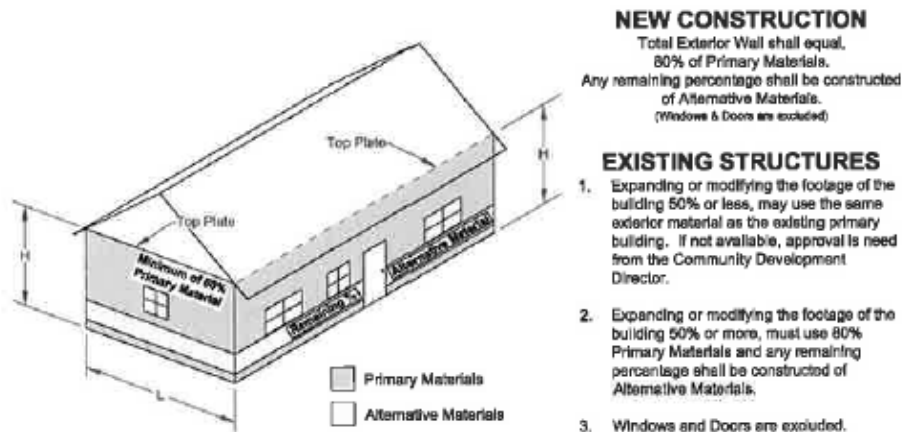 NEW CONSTRUCTION
Total Exterior Wall shall equal,
80% of Primary Materials.
Any remaining percentage shall be constructed
of Alternative Materials.
(Windows & Doors are excluded)
EXISTING STRUCTURES
1. Expanding or modifying the footage of the
building 50% or less, may use the same
exterior material as the existing primary
building. If not available, approval is need
from the Community Development
Director.
2. Expanding or modifying the footage of the
building 50% or more, must use 80%
Primary Materials and any remaining
percentage shall be constructed of
Alternative Materials.
3. Windows and Doors are excluded.
Top Plate
H
Top Plate
H
Minimum of 80%
Primary Material
Remaining %
Alternative Material
L
Primary Materials
Alternative Materials